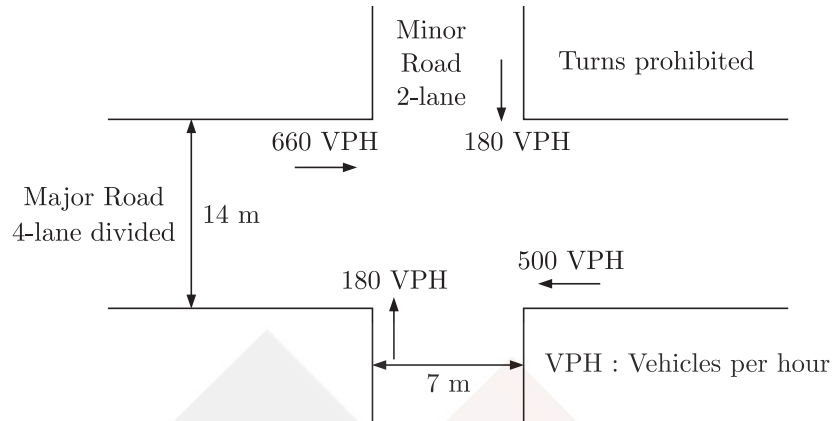 Minor
Road
2-lane
Turns prohibited
660 VPH
180 VPH
Major Road
4-lane divided
14 m
500 VPH
180 VPH
7 m
VPH : Vehicles per hour